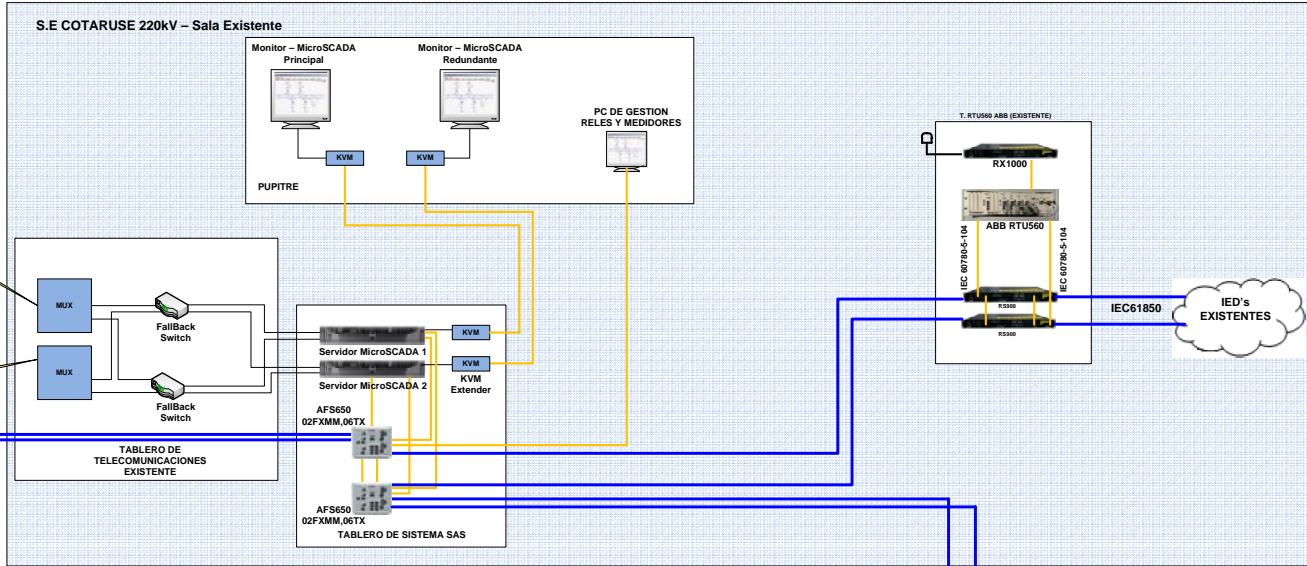 S.E COTARUSE 220kV – Sala Existente
Monitor – MicroSCADA
Principal
Monitor – MicroSCADA
Redundante
PC DE GESTION
RELES Y MEDIDORES
KVM
KVM
PUPITRE
T. RTU560 ABB (EXISTENTE)
RX1000
ABB RTU560
IEC 60780-5-104
IEC 60780-5-104
RS900
RS900
IEC61850
IED's
EXISTENTES
MUX
FallBack
Switch
MUX
FallBack
Switch
TABLERO DE
TELECOMUNICACIONES
EXISTENTE
Servidor MicroSCADA 1
KVM
Servidor MicroSCADA 2
KVM
KVM
Extender
AFS650
02FXMM,06TX
AFS650
02FXMM,06TX
TABLERO DE SISTEMA SAS